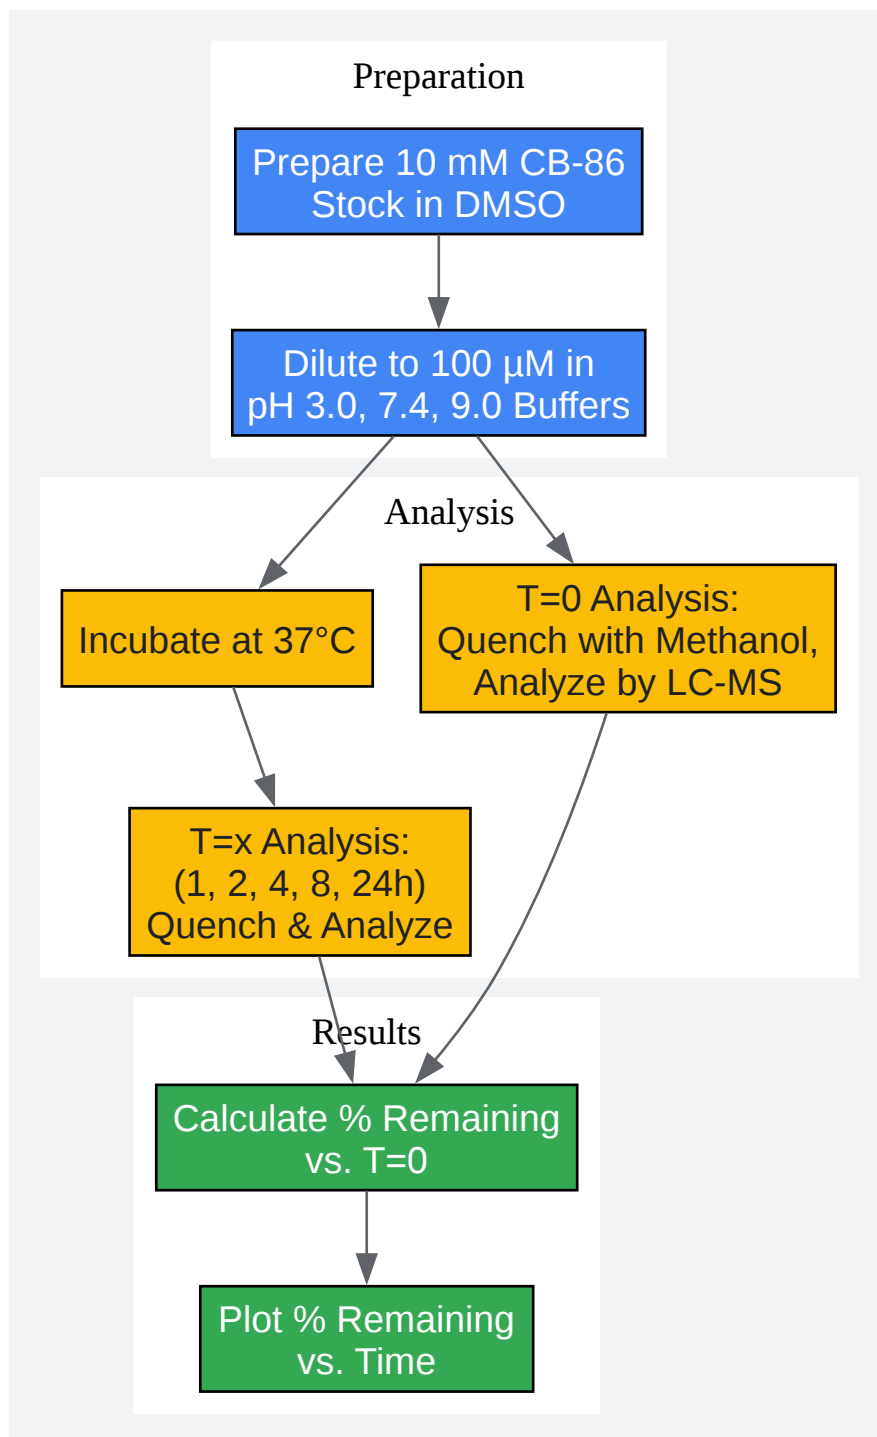 Preparation
Prepare 10 mM CB-86
Stock in DMSO
Dilute to 100 µM in
pH 3.0, 7.4, 9.0 Buffers
Analysis
Incubate at 37°C
T=0 Analysis:
Quench with Methanol,
Analyze by LC-MS
T=x Analysis:
(1, 2, 4, 8, 24h)
Quench & Analyze
Results
Calculate % Remaining
vs. T=0
Plot % Remaining
vs. Time